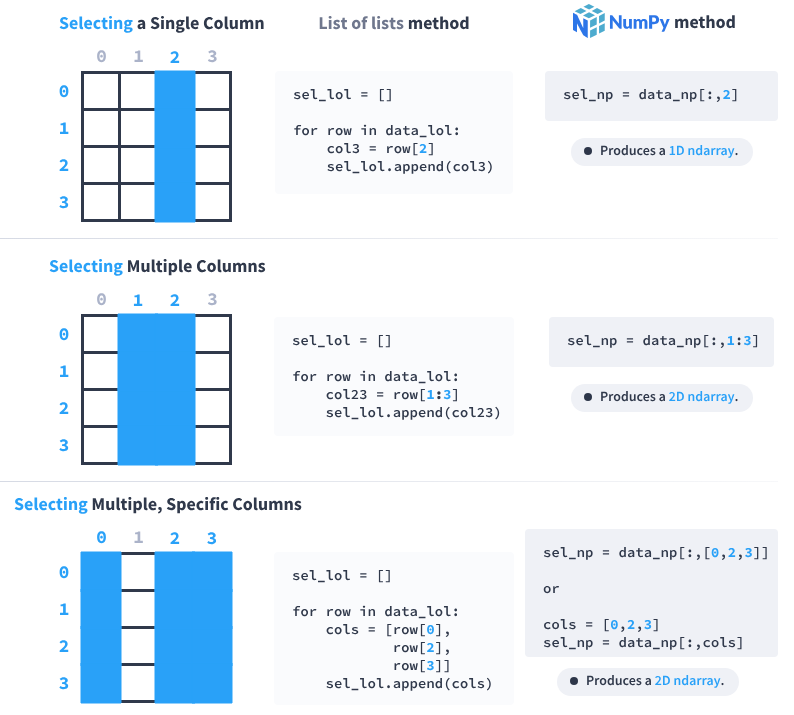 Selecting a Single Column
List of lists method
NumPy method
0 1 2 3
0
1
2
3
sel_lol = []
for row in data_lol:
    col3 = row[2]
    sel_lol.append(col3)
sel_np = data_np[:,2]
Produces a 1D ndarray.
Selecting Multiple Columns
0 1 2 3
0
1
2
3
sel_lol = []
for row in data_lol:
    col23 = row[1:3]
    sel_lol.append(col23)
sel_np = data_np[:,1:3]
Produces a 2D ndarray.
Selecting Multiple, Specific Columns
0 1 2 3
0
1
2
3
sel_lol = []
for row in data_lol:
    cols = [row[0],
            row[2],
            row[3]]
    sel_lol.append(cols)
sel_np = data_np[:,[0,2,3]]
or
cols = [0,2,3]
sel_np = data_np[:,cols]
Produces a 2D ndarray.